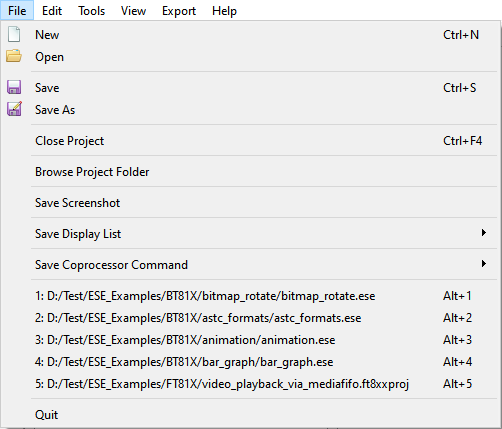 File Edit Tools View Export Help
New Ctrl+N
Open
Save Ctrl+S
Save As
Close Project Ctrl+F4
Browse Project Folder
Save Screenshot
Save Display List
Save Coprocessor Command
1: D:/Test/ESE_Examples/BT81X/bitmap_rotate/bitmap_rotate.ese Alt+1
2: D:/Test/ESE_Examples/BT81X/astc_formats/astc_formats.ese Alt+2
3: D:/Test/ESE_Examples/BT81X/animation/animation.ese Alt+3
4: D:/Test/ESE_Examples/BT81X/bar_graph/bar_graph.ese Alt+4
5: D:/Test/ESE_Examples/FT81X/video_playback_via_mediafifo.ft8xxproj Alt+5
Quit